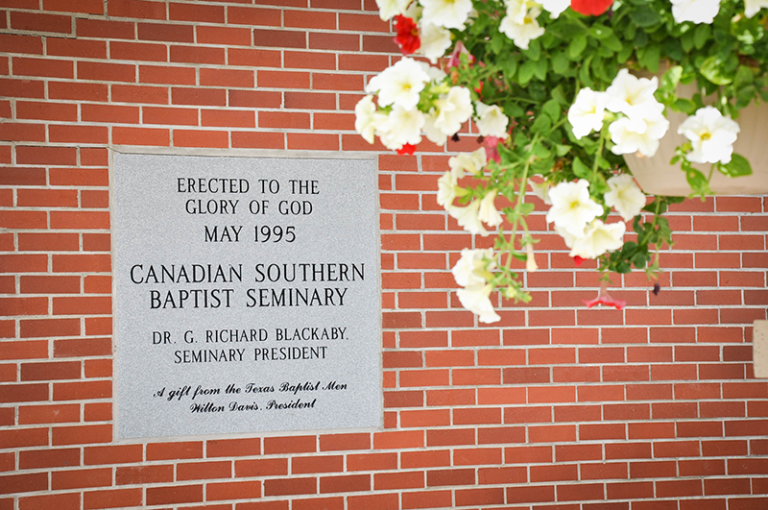 ERECTED TO THE
GLORY OF GOD
MAY 1995
CANADIAN SOUTHERN
BAPTIST SEMINARY
DR. G. RICHARD BLACKABY,
SEMINARY PRESIDENT
A gift from the Texas Baptist Men
Wilton Davis, President